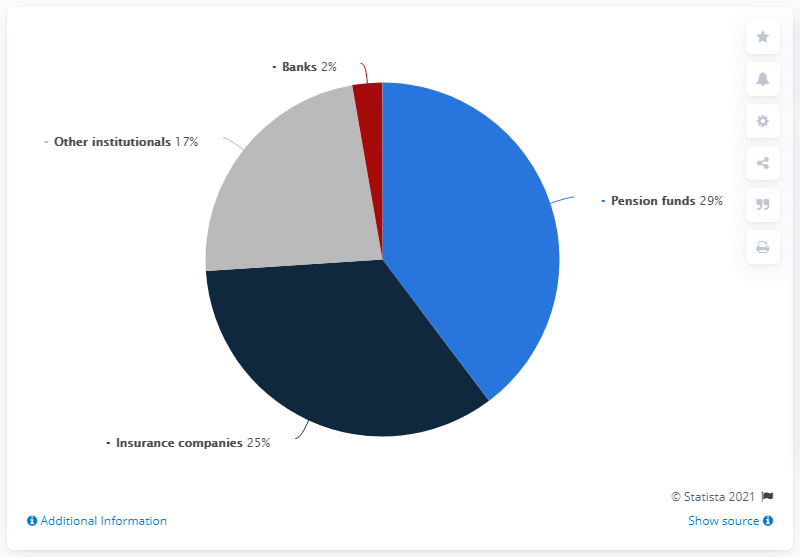 Banks 2%
Other institutionals 17%
Pension funds 29%
Insurance companies 25%
© Statista 2021
Additional Information
Show source